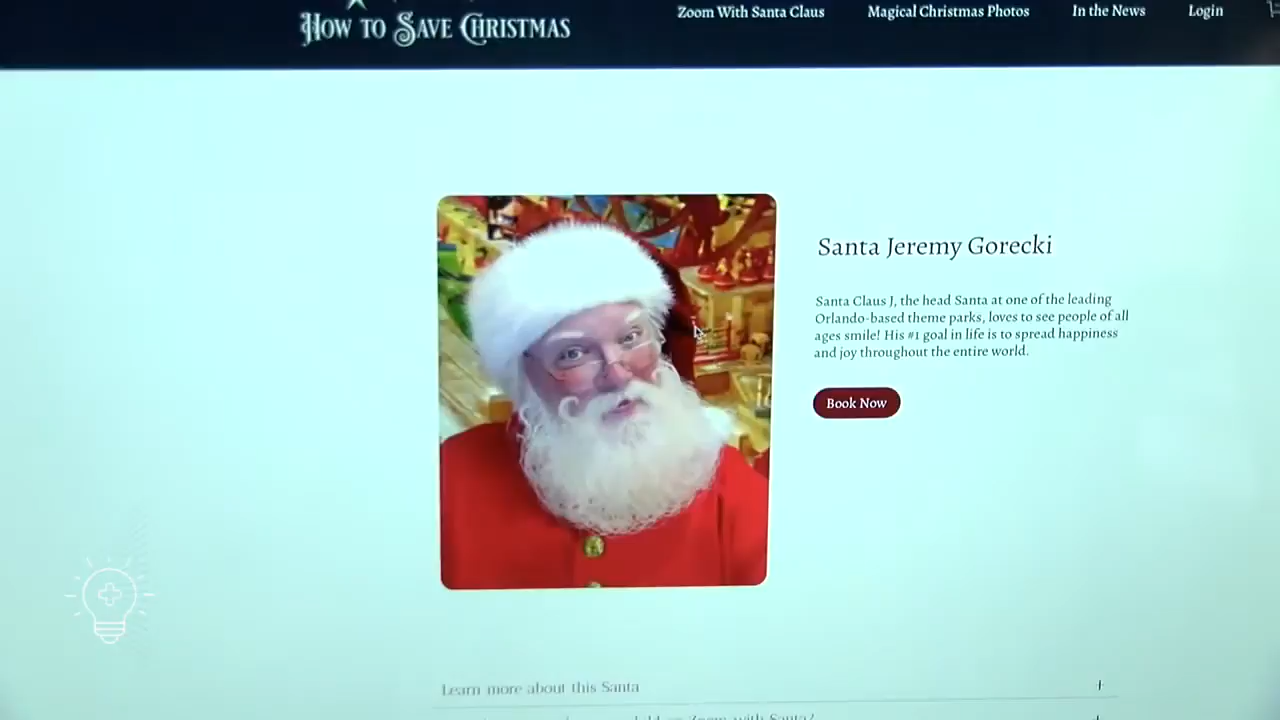 How to Save Christmas
Zoom With Santa Claus
Magical Christmas Photos
In the News
Login
Santa Jeremy Gorecki
Santa Claus J, the head Santa at one of the leading
Orlando-based theme parks, loves to see people of all
ages smile! His #1 goal in life is to spread happiness
and joy throughout the entire world.
Book Now
Learn more about this Santa +
Zoom with Santa?